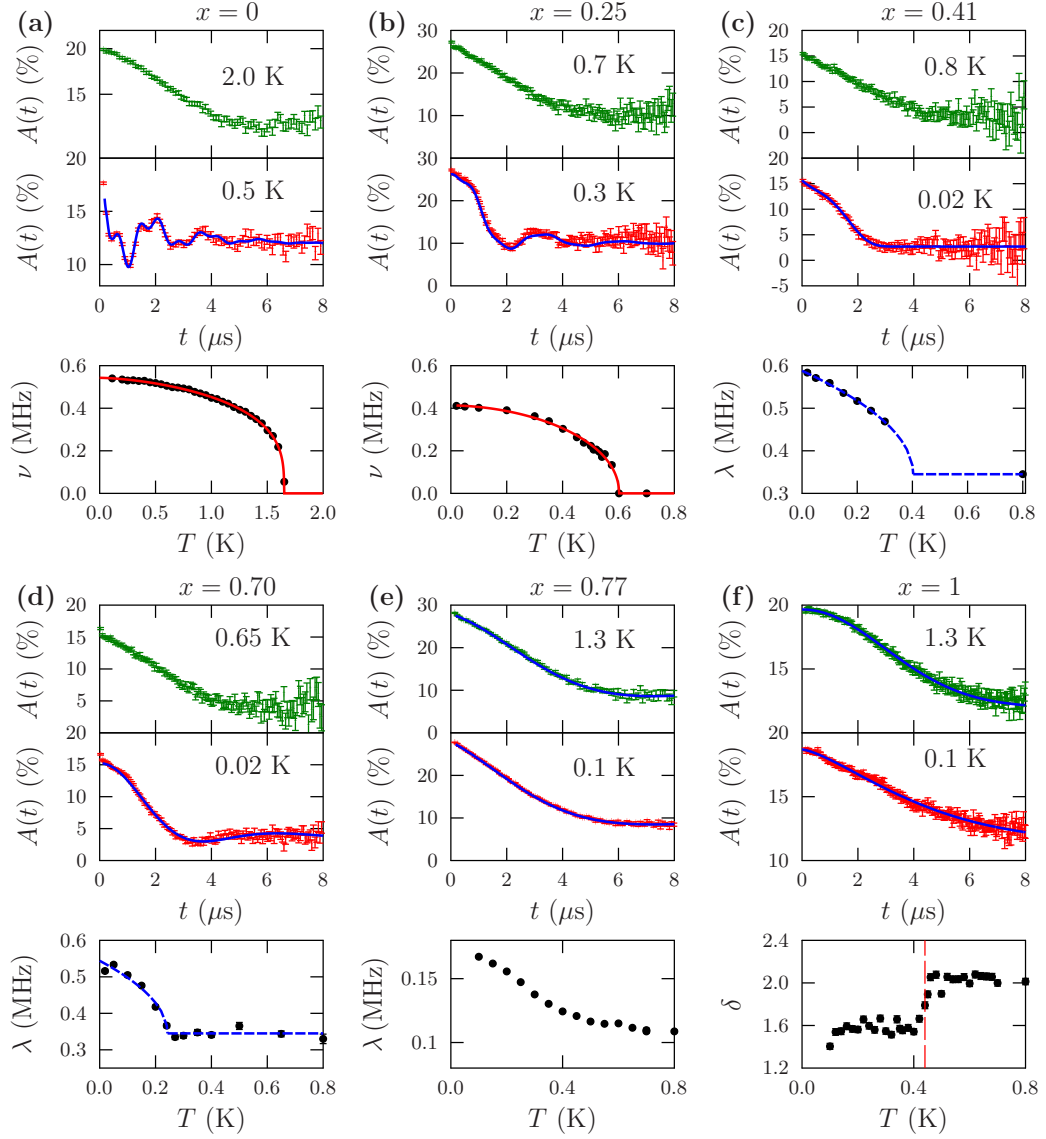 (a) x = 0
A(t) (%)
20
15
2.0 K
A(t) (%)
20
15
10
0.5 K
0 2 4 6 8
t (μs)
ν (MHz)
0.6
0.4
0.2
0.0
0.0 0.5 1.0 1.5 2.0
T (K)
(b) x = 0.25
A(t) (%)
30
20
10
0.7 K
A(t) (%)
30
20
10
0
0.3 K
0 2 4 6 8
t (μs)
ν (MHz)
0.6
0.4
0.2
0.0
0.0 0.2 0.4 0.6 0.8
T (K)
(c) x = 0.41
A(t) (%)
20
15
10
5
0
0.8 K
A(t) (%)
20
15
10
5
0
-5
0.02 K
0 2 4 6 8
t (μs)
λ (MHz)
0.6
0.5
0.4
0.3
0.0 0.2 0.4 0.6 0.8
T (K)
(d) x = 0.70
A(t) (%)
20
15
10
5
0.65 K
A(t) (%)
20
15
10
5
0
0.02 K
0 2 4 6 8
t (μs)
λ (MHz)
0.6
0.5
0.4
0.3
0.0 0.2 0.4 0.6 0.8
T (K)
(e) x = 0.77
A(t) (%)
30
20
10
1.3 K
A(t) (%)
20
10
0
0.1 K
0 2 4 6 8
t (μs)
λ (MHz)
0.15
0.1
0.0 0.2 0.4 0.6 0.8
T (K)
(f) x = 1
A(t) (%)
20
15
1.3 K
A(t) (%)
20
15
10
0.1 K
0 2 4 6 8
t (μs)
δ
2.4
2.0
1.6
1.2
0.0 0.4 0.6 0.8
T (K)